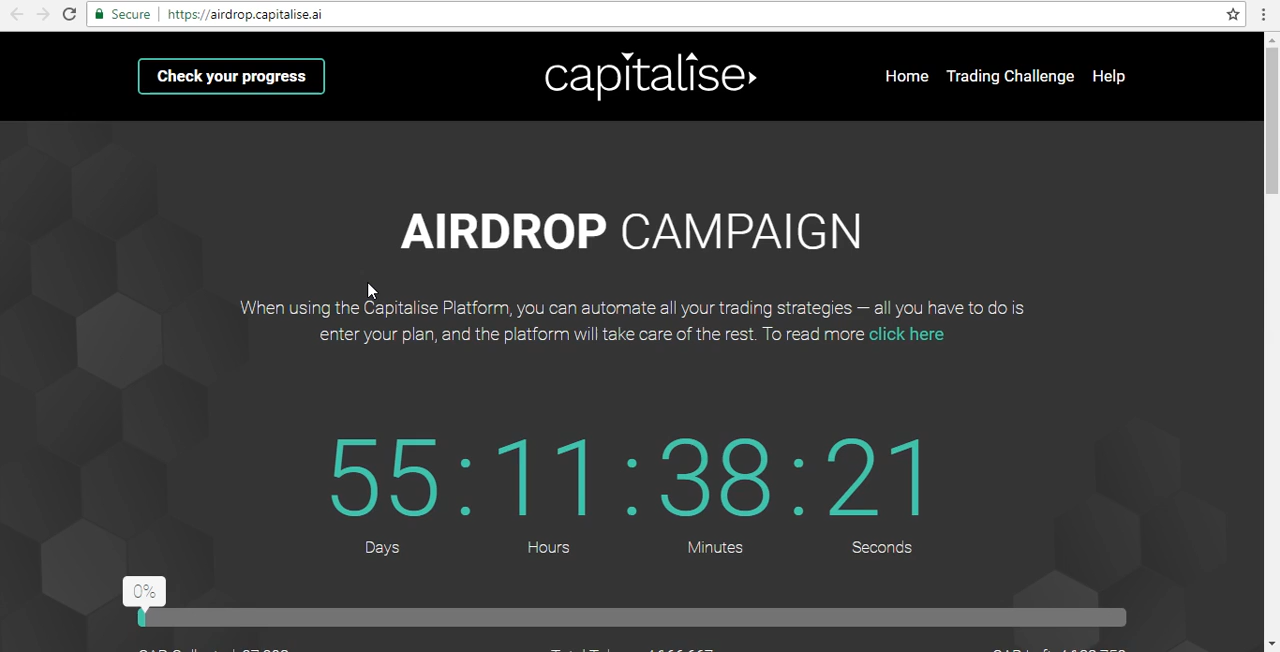 Secure
https://airdrop.capitalise.ai
Check your progress
capitalise
Home Trading Challenge Help
AIRDROP CAMPAIGN
When using the Capitalise Platform, you can automate all your trading strategies — all you have to do is
enter your plan, and the platform will take care of the rest. To read more click here
55 : 11 : 38 : 21
Days Hours Minutes Seconds
0%